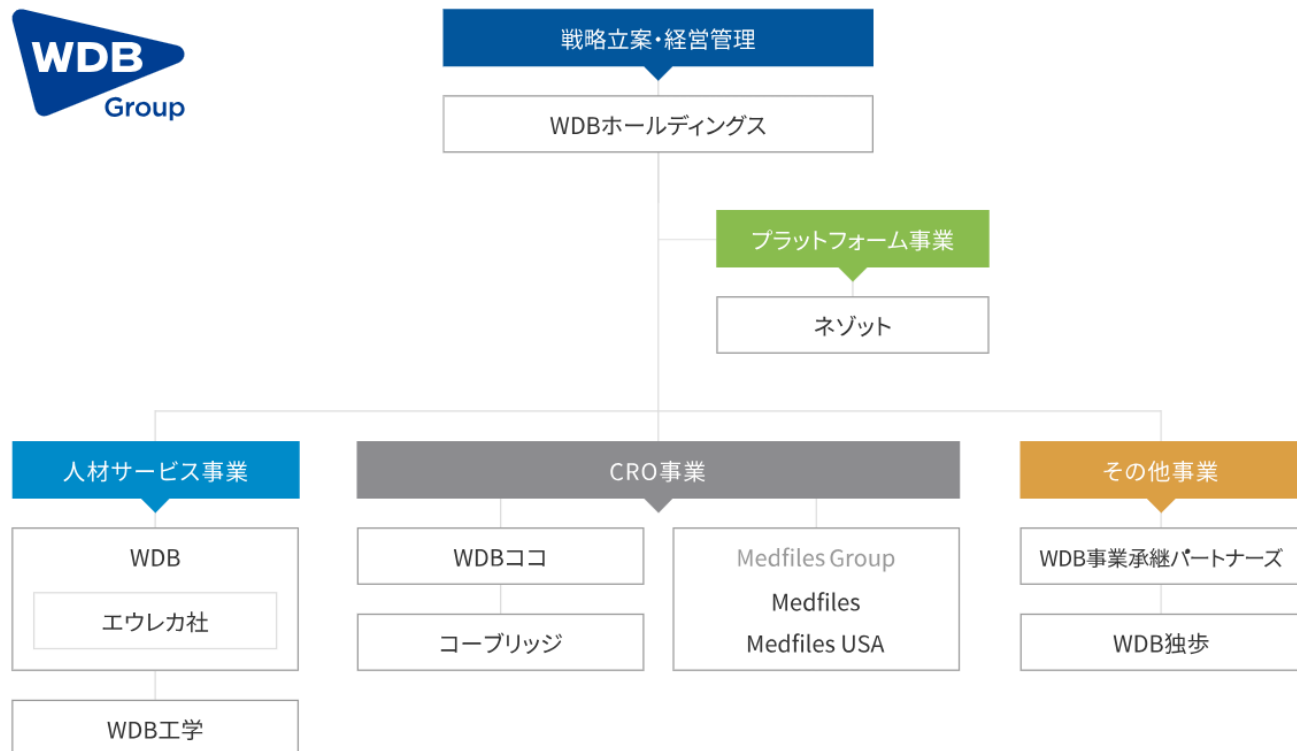 WDB
Group
戦略立案・経営管理
WDBホールディングス
プラットフォーム事業
ネゾット
人材サービス事業
WDB
エウレカ社
WDB工学
CRO事業
WDBココ
コーブリッジ
Medfiles Group
Medfiles
Medfiles USA
その他事業
WDB事業承継パートナーズ
WDB独歩